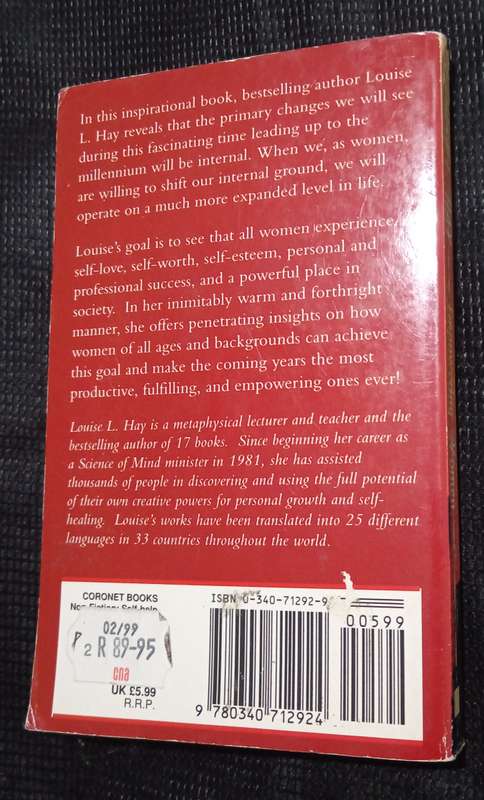 In this inspirational book, bestselling author Louise
L. Hay reveals that the primary changes we will see
during this fascinating time leading up to the
millennium will be internal. When we, as women,
are willing to shift our internal ground, we will
operate on a much more expanded level in life.
Louise's goal is to see that all women experience
self-love, self-worth, self-esteem, personal and
professional success, and a powerful place in
society. In her inimitably warm and forthright
manner, she offers penetrating insights on how
women of all ages and backgrounds can achieve
this goal and make the coming years the most
productive, fulfilling, and empowering ones ever!
Louise L. Hay is a metaphysical lecturer and teacher and the
bestselling author of 17 books. Since beginning her career as
a Science of Mind minister in 1981, she has assisted
thousands of people in discovering and using the full potential
of their own creative powers for personal growth and self-
healing. Louise's works have been translated into 25 different
languages in 33 countries throughout the world.
CORONET BOOKS
Non-Fiction: Self-help
02/99
2 R 89-95
cna
UK £5.99
R.R.P.
ISBN 0-340-71292-9
00599
9 780340 712924